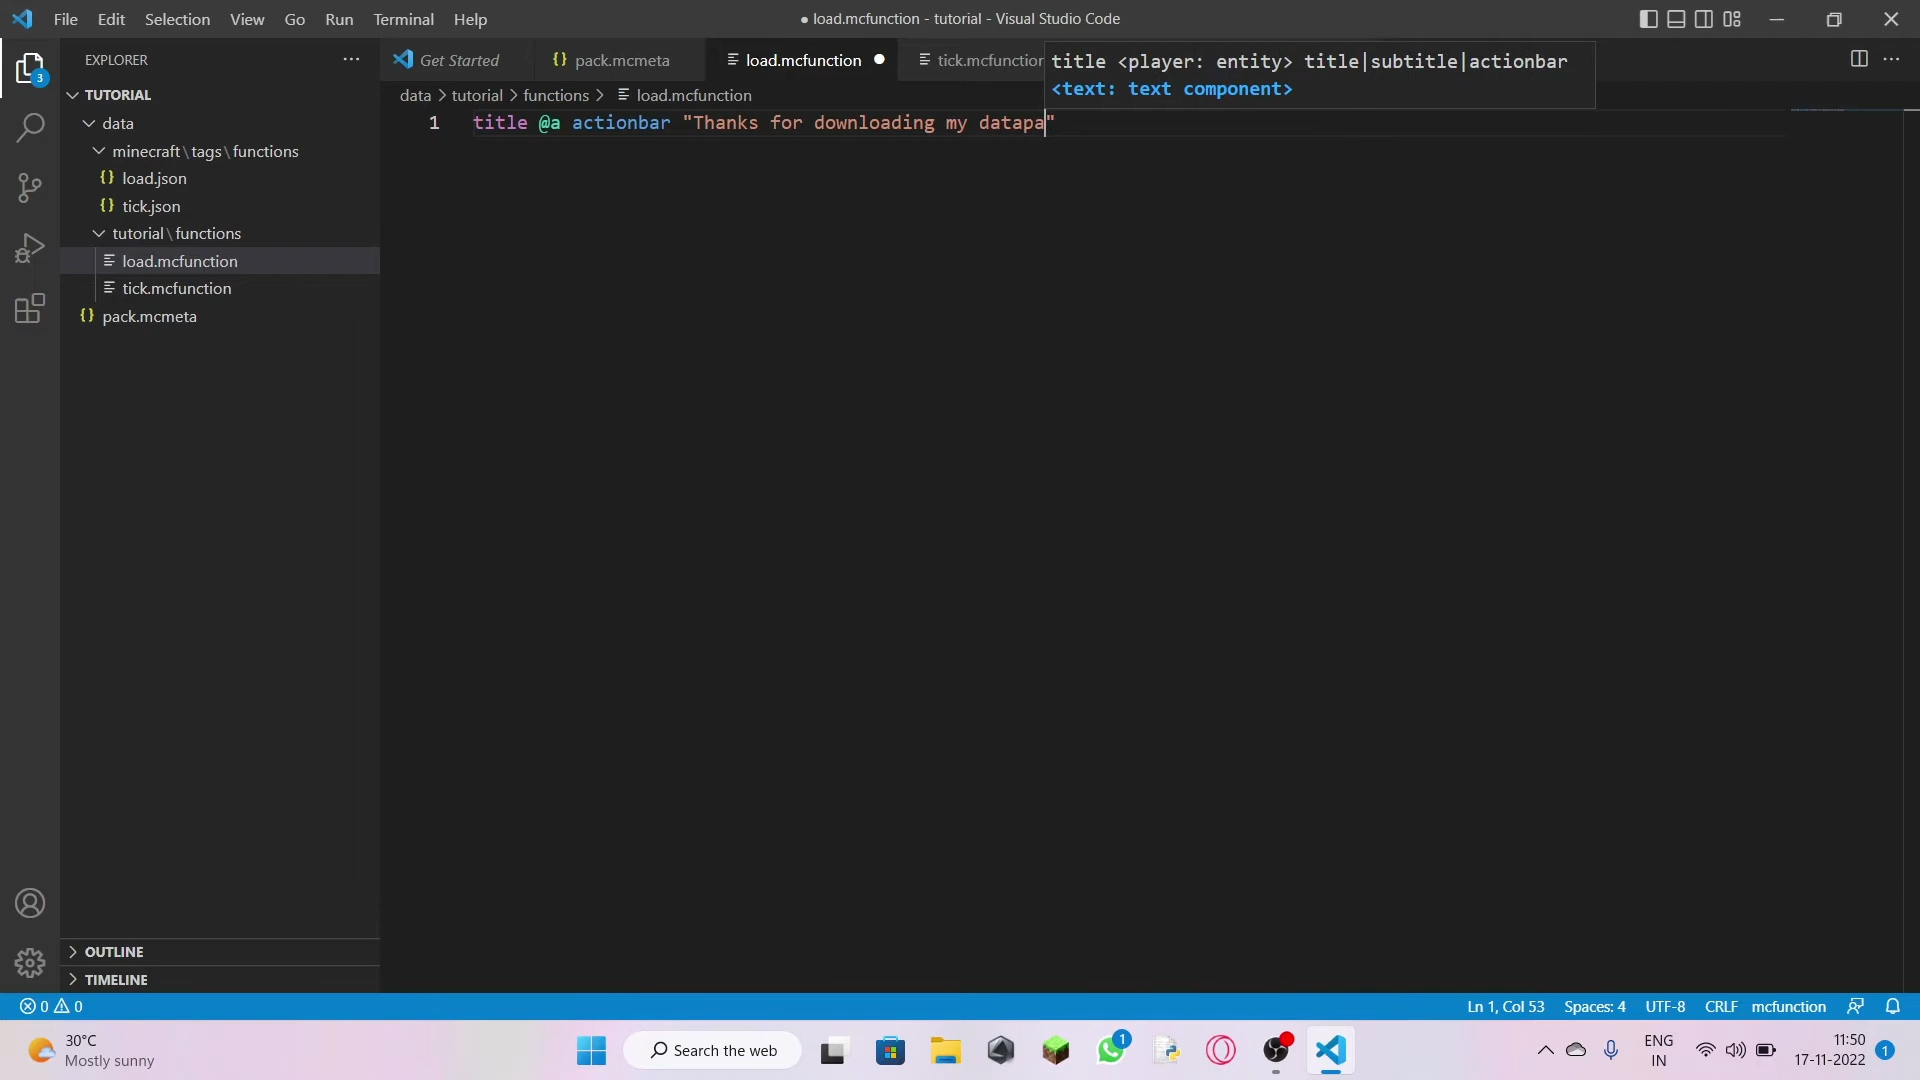 File Edit Selection View Go Run Terminal Help
● load.mcfunction - tutorial - Visual Studio Code
EXPLORER
Get Started
{} pack.mcmeta
load.mcfunction
tick.mcfunction
title <player: entity> title|subtitle|actionbar
<text: text component>
TUTORIAL
data > tutorial > functions > load.mcfunction
data
1 title @a actionbar "Thanks for downloading my datapa"
minecraft\tags\functions
{} load.json
{} tick.json
tutorial\functions
load.mcfunction
tick.mcfunction
{} pack.mcmeta
3
OUTLINE
TIMELINE
0 0
Ln 1, Col 53 Spaces: 4 UTF-8 CRLF mcfunction
30°C
Mostly sunny
Search the web
1
ENG
IN
11:50
17-11-2022
1